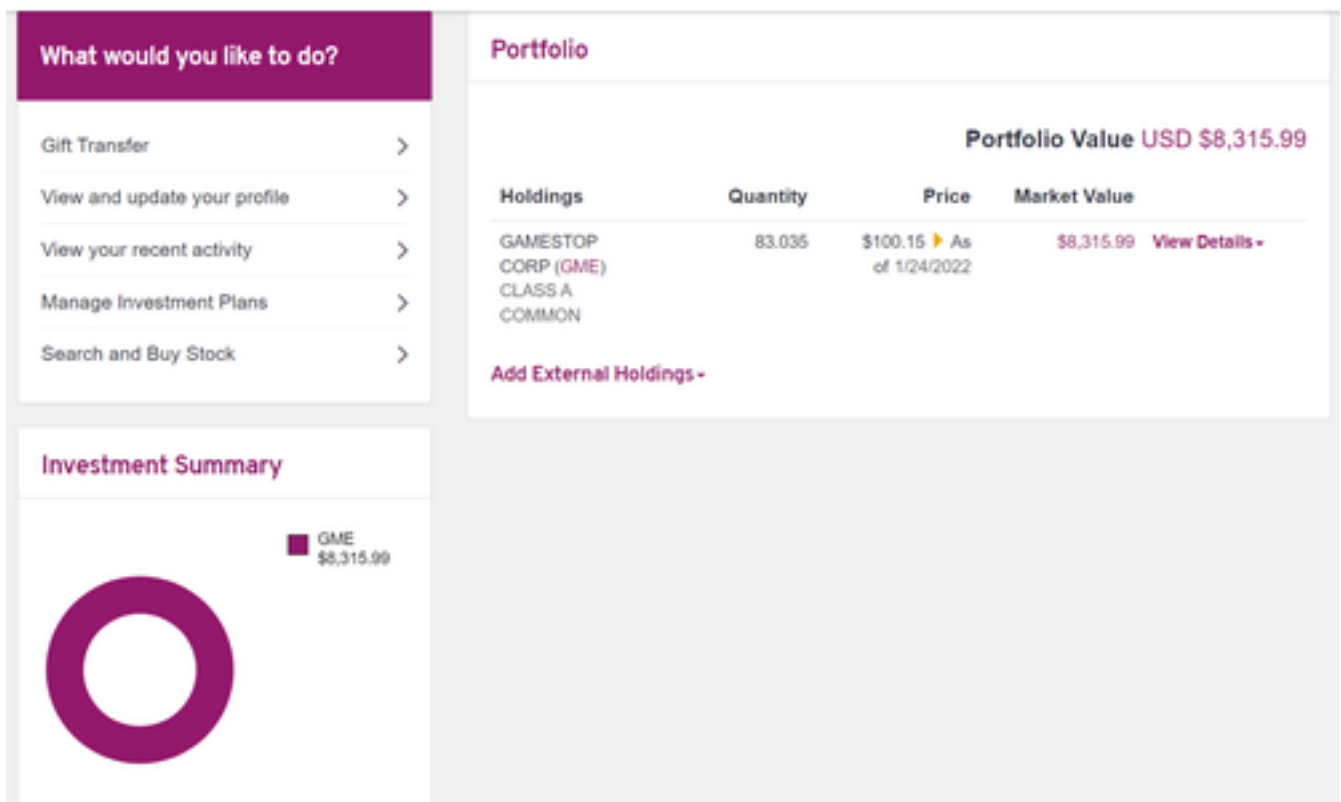 What would you like to do?
Gift Transfer
View and update your profile
View your recent activity
Manage Investment Plans
Search and Buy Stock
Portfolio
Portfolio Value USD $8,315.99
Holdings Quantity Price Market Value
GAMESTOP 83.035 $100.15 As $8,315.99 View Details
CORP (GME) of 1/24/2022
CLASS A
COMMON
Add External Holdings
Investment Summary
GME
$8,315.99